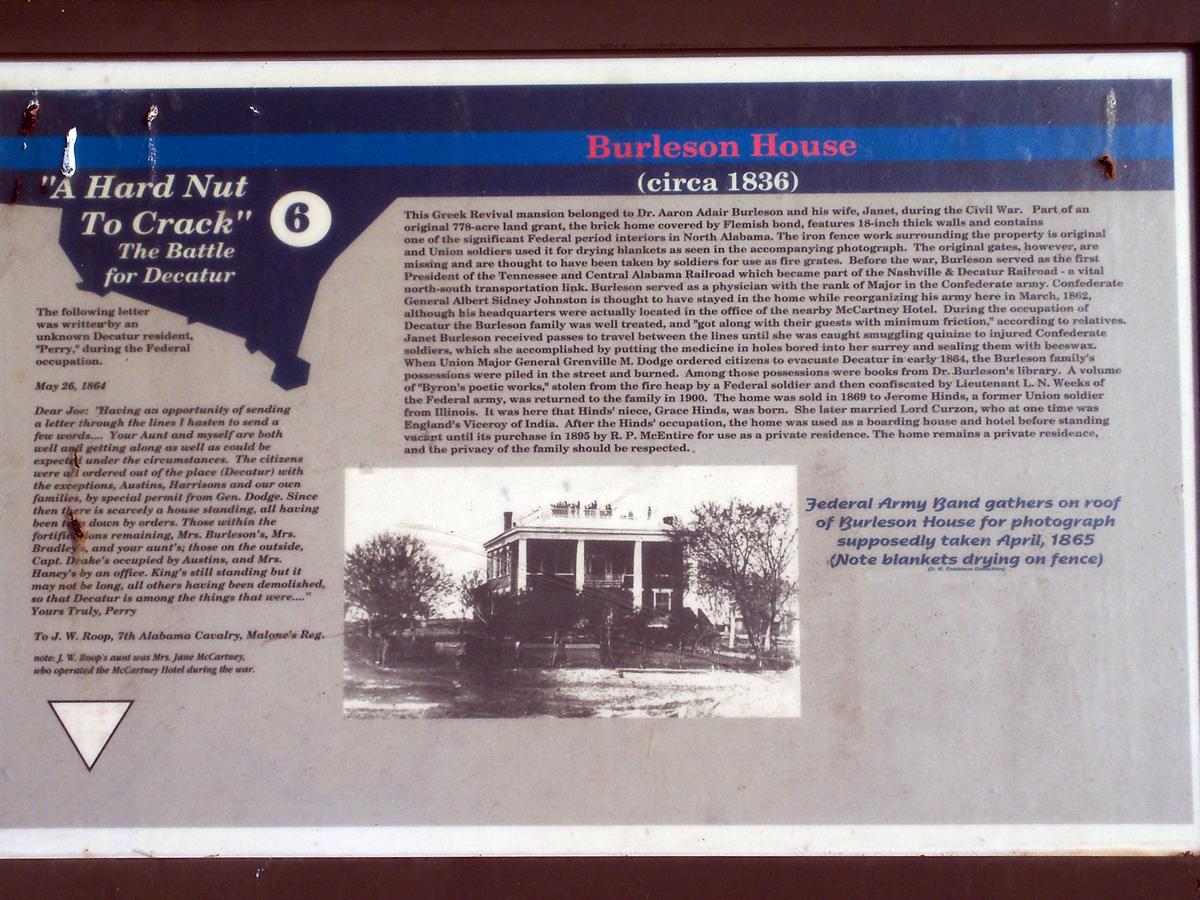 Burleson House
(circa 1836)
"A Hard Nut
To Crack"
The Battle
for Decatur
6
The following letter
was written by an
unknown Decatur resident,
"Perry," during the Federal
occupation.
May 26, 1864
Dear Joe: "Having an opportunity of sending
a letter through the lines I hasten to send a
few words.... Your Aunt and myself are both
well and getting along as well as could be
expected under the circumstances. The citizens
were all ordered out of the place (Decatur) with
the exceptions, Austins, Harrisons and our own
families, by special permit from Gen. Dodge. Since
then there is scarcely a house standing, all having
been torn down by orders. Those within the
fortifications remaining, Mrs. Burleson's, Mrs.
Bradley's, and your aunt's; those on the outside,
Capt. Drake's occupied by Austins, and Mrs.
Haney's by an office. King's still standing but it
may not be long, all others having been demolished,
so that Decatur is among the things that were...."
Yours Truly, Perry
To J. W. Roop, 7th Alabama Cavalry, Malone's Reg.
note: J. W. Roop's aunt was Mrs. Jane McCartney,
who operated the McCartney Hotel during the war.
This Greek Revival mansion belonged to Dr. Aaron Adair Burleson and his wife, Janet, during the Civil War. Part of an
original 778-acre land grant, the brick home covered by Flemish bond, features 18-inch thick walls and contains
one of the significant Federal period interiors in North Alabama. The iron fence work surrounding the property is original
and Union soldiers used it for drying blankets as seen in the accompanying photograph. The original gates, however, are
missing and are thought to have been taken by soldiers for use as fire grates. Before the war, Burleson served as the first
President of the Tennessee and Central Alabama Railroad which became part of the Nashville & Decatur Railroad - a vital
north-south transportation link. Burleson served as a physician with the rank of Major in the Confederate army. Confederate
General Albert Sidney Johnston is thought to have stayed in the home while reorganizing his army here in March, 1862,
although his headquarters were actually located in the office of the nearby McCartney Hotel. During the occupation of
Decatur the Burleson family was well treated, and "got along with their guests with minimum friction," according to relatives.
Janet Burleson received passes to travel between the lines until she was caught smuggling quinine to injured Confederate
soldiers, which she accomplished by putting the medicine in holes bored into her surrey and sealing them with beeswax.
When Union Major General Grenville M. Dodge ordered citizens to evacuate Decatur in early 1864, the Burleson family's
possessions were piled in the street and burned. Among those possessions were books from Dr. Burleson's library. A volume
of "Byron's poetic works," stolen from the fire heap by a Federal soldier and then confiscated by Lieutenant L. N. Weeks of
the Federal army, was returned to the family in 1900. The home was sold in 1869 to Jerome Hinds, a former Union soldier
from Illinois. It was here that Hinds' niece, Grace Hinds, was born. She later married Lord Curzon, who at one time was
England's Viceroy of India. After the Hinds' occupation, the home was used as a boarding house and hotel before standing
vacant until its purchase in 1895 by R. P. McEntire for use as a private residence. The home remains a private residence,
and the privacy of the family should be respected.
Federal Army Band gathers on roof
of Burleson House for photograph
supposedly taken April, 1865
(Note blankets drying on fence)